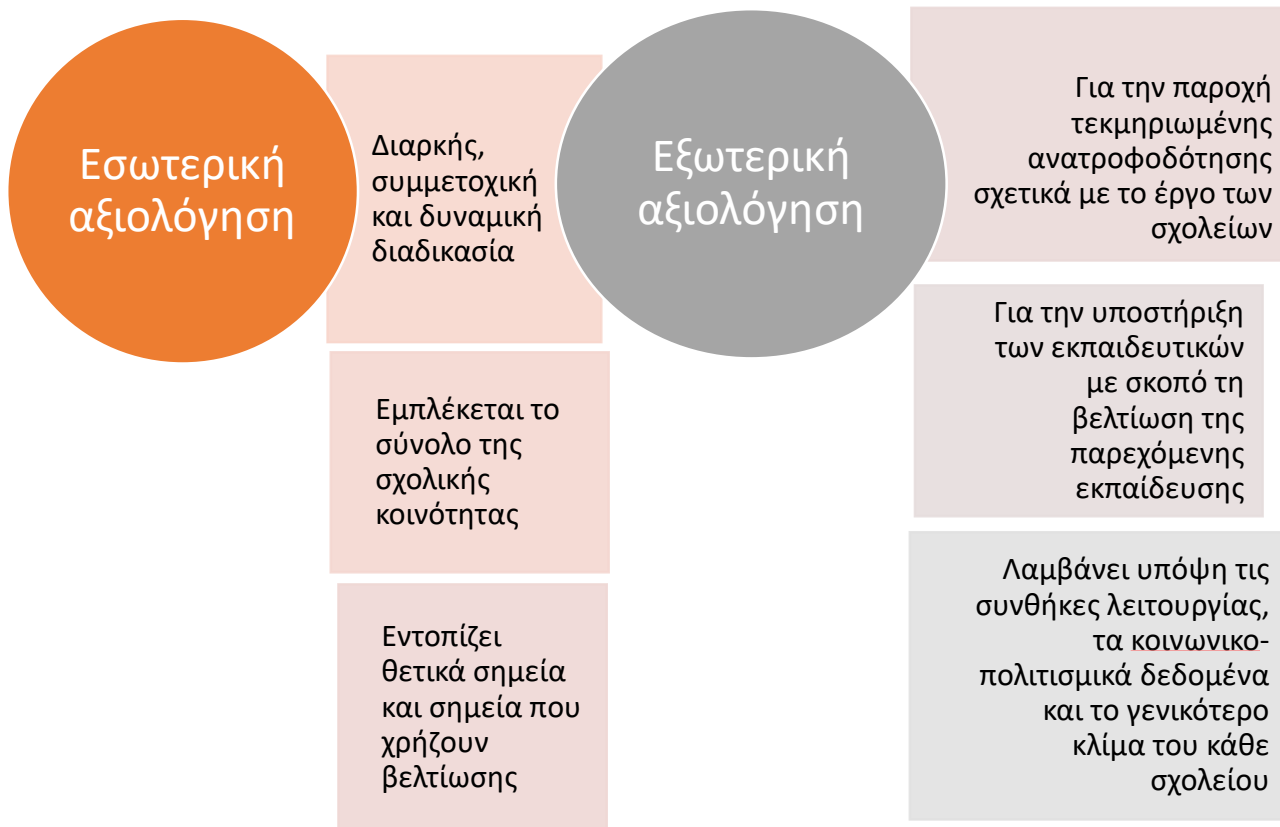 Εσωτερική
αξιολόγηση
Διαρκής,
συμμετοχική
και δυναμική
διαδικασία
Εμπλέκεται το
σύνολο της
σχολικής
κοινότητας
Εντοπίζει
θετικά σημεία
και σημεία που
χρήζουν
βελτίωσης
Εξωτερική
αξιολόγηση
Για την παροχή
τεκμηριωμένης
ανατροφοδότησης
σχετικά με το έργο των
σχολείων
Για την υποστήριξη
των εκπαιδευτικών
με σκοπό τη
βελτίωση της
παρεχόμενης
εκπαίδευσης
Λαμβάνει υπόψη τις
συνθήκες λειτουργίας,
τα κοινωνικο-
πολιτισμικά δεδομένα
και το γενικότερο
κλίμα του κάθε
σχολείου